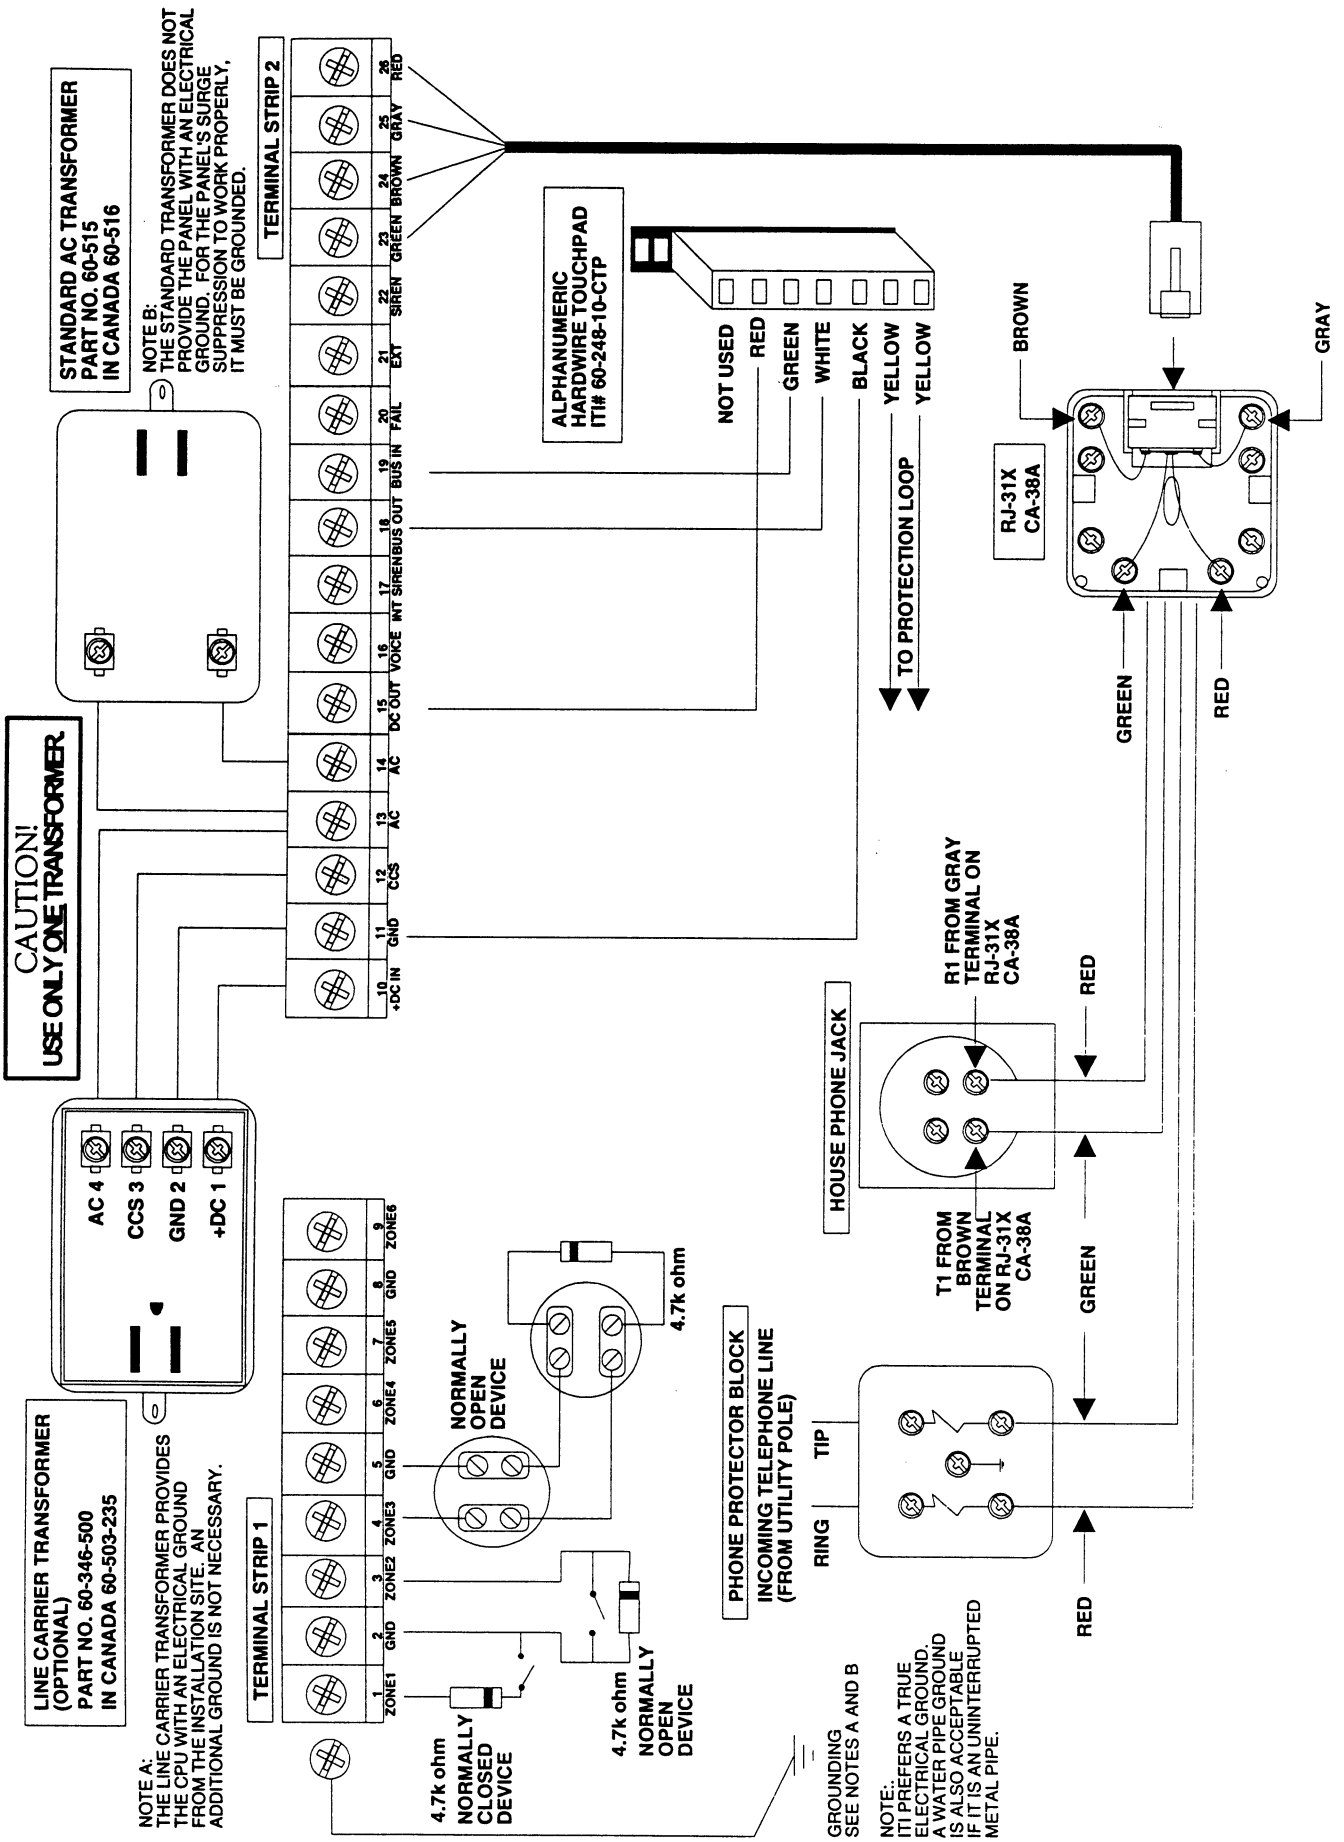 LINE CARRIER TRANSFORMER
(OPTIONAL)
PART NO. 60-346-500
IN CANADA 60-503-235
NOTE A:
THE LINE CARRIER TRANSFORMER PROVIDES
THE CPU WITH AN ELECTRICAL GROUND
FROM THE INSTALLATION SITE. AN
ADDITIONAL GROUND IS NOT NECESSARY.
AC 4
CCS 3
GND 2
+DC 1
CAUTION!
USE ONLY ONE TRANSFORMER.
STANDARD AC TRANSFORMER
PART NO. 60-515
IN CANADA 60-516
NOTE B:
THE STANDARD TRANSFORMER DOES NOT
PROVIDE THE PANEL WITH AN ELECTRICAL
GROUND. FOR THE PANEL'S SURGE
SUPPRESSION TO WORK PROPERLY,
IT MUST BE GROUNDED.
TERMINAL STRIP 1
1
ZONE1
2
GND
3
ZONE2
4
ZONE3
5
GND
6
ZONE4
7
ZONE5
8
GND
9
ZONE6
TERMINAL STRIP 2
10
+DC IN
11
GND
12
CCS
13
AC
14
AC
15
DC OUT
16
VOICE
17
INT SIREN
18
BUS OUT
19
BUS IN
20
FAIL
21
EXT
22
SIREN
23
GREEN
24
BROWN
25
GRAY
26
RED
4.7k ohm
NORMALLY
CLOSED
DEVICE
4.7k ohm
NORMALLY
OPEN
DEVICE
NORMALLY
OPEN
DEVICE
4.7k ohm
ALPHANUMERIC
HARDWIRE TOUCHPAD
ITI# 60-248-10-CTP
NOT USED
RED
GREEN
WHITE
BLACK
YELLOW
YELLOW
TO PROTECTION LOOP
GROUNDING
SEE NOTES A AND B
NOTE:.
ITI PREFERS A TRUE
ELECTRICAL GROUND.
A WATER PIPE GROUND
IS ALSO ACCEPTABLE
IF IT IS AN UNINTERRUPTED
METAL PIPE.
PHONE PROTECTOR BLOCK
INCOMING TELEPHONE LINE
(FROM UTILITY POLE)
RING
TIP
RED
GREEN
HOUSE PHONE JACK
T1 FROM
BROWN
TERMINAL
ON RJ-31X
CA-38A
R1 FROM GRAY
TERMINAL ON
RJ-31X
CA-38A
RED
RJ-31X
CA-38A
BROWN
GREEN
RED
GRAY